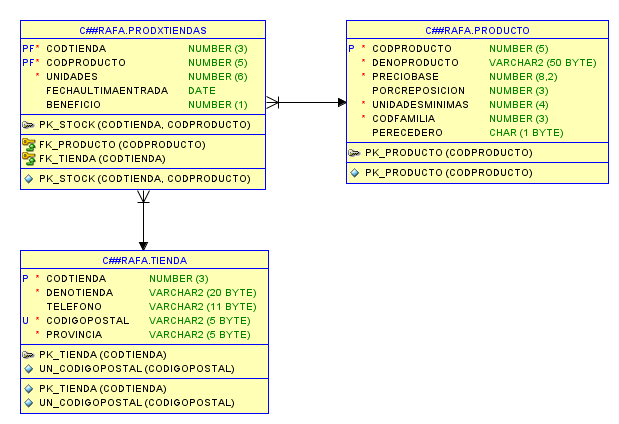 C##RAFA.PRODXTIENDAS
PF* CODTIENDA NUMBER (3)
PF* CODPRODUCTO NUMBER (5)
* UNIDADES NUMBER (6)
FECHAULTIMAENTRADA DATE
BENEFICIO NUMBER (1)
PK_STOCK (CODTIENDA, CODPRODUCTO)
FK_PRODUCTO (CODPRODUCTO)
FK_TIENDA (CODTIENDA)
PK_STOCK (CODTIENDA, CODPRODUCTO)
C##RAFA.PRODUCTO
P * CODPRODUCTO NUMBER (5)
* DENOPRODUCTO VARCHAR2 (50 BYTE)
* PRECIOBASE NUMBER (8,2)
PORCREPOSICION NUMBER (3)
* UNIDADESMINIMAS NUMBER (4)
* CODFAMILIA NUMBER (3)
PERECEDERO CHAR (1 BYTE)
PK_PRODUCTO (CODPRODUCTO)
PK_PRODUCTO (CODPRODUCTO)
C##RAFA.TIENDA
P * CODTIENDA NUMBER (3)
* DENOTIENDA VARCHAR2 (20 BYTE)
TELEFONO VARCHAR2 (11 BYTE)
U * CODIGOPOSTAL VARCHAR2 (5 BYTE)
* PROVINCIA VARCHAR2 (5 BYTE)
PK_TIENDA (CODTIENDA)
UN_CODIGOPOSTAL (CODIGOPOSTAL)
PK_TIENDA (CODTIENDA)
UN_CODIGOPOSTAL (CODIGOPOSTAL)